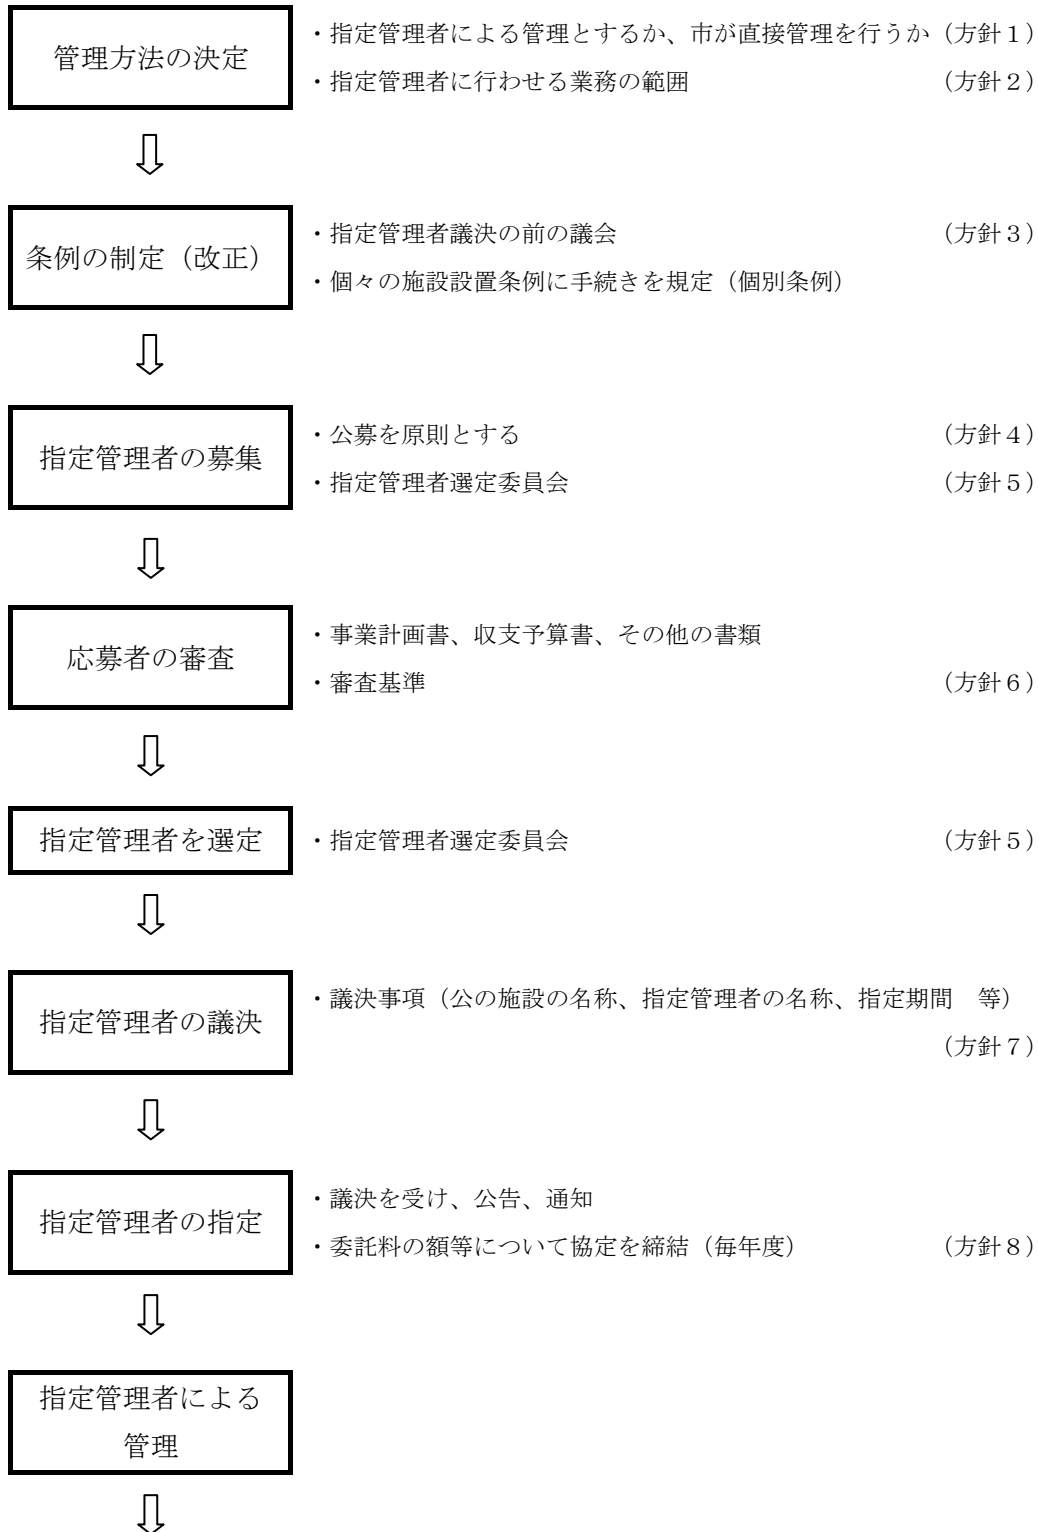 管理方法の決定
・指定管理者による管理とするか、市が直接管理を行うか（方針１）
・指定管理者に行わせる業務の範囲　（方針２）
条例の制定（改正）
・指定管理者議決の前の議会　（方針３）
・個々の施設設置条例に手続きを規定（個別条例）
指定管理者の募集
・公募を原則とする　（方針４）
・指定管理者選定委員会　（方針５）
応募者の審査
・事業計画書、収支予算書、その他の書類
・審査基準　（方針６）
指定管理者を選定
・指定管理者選定委員会　（方針５）
指定管理者の議決
・議決事項（公の施設の名称、指定管理者の名称、指定期間　等）
（方針７）
指定管理者の指定
・議決を受け、公告、通知
・委託料の額等について協定を締結（毎年度）　（方針８）
指定管理者による
管理